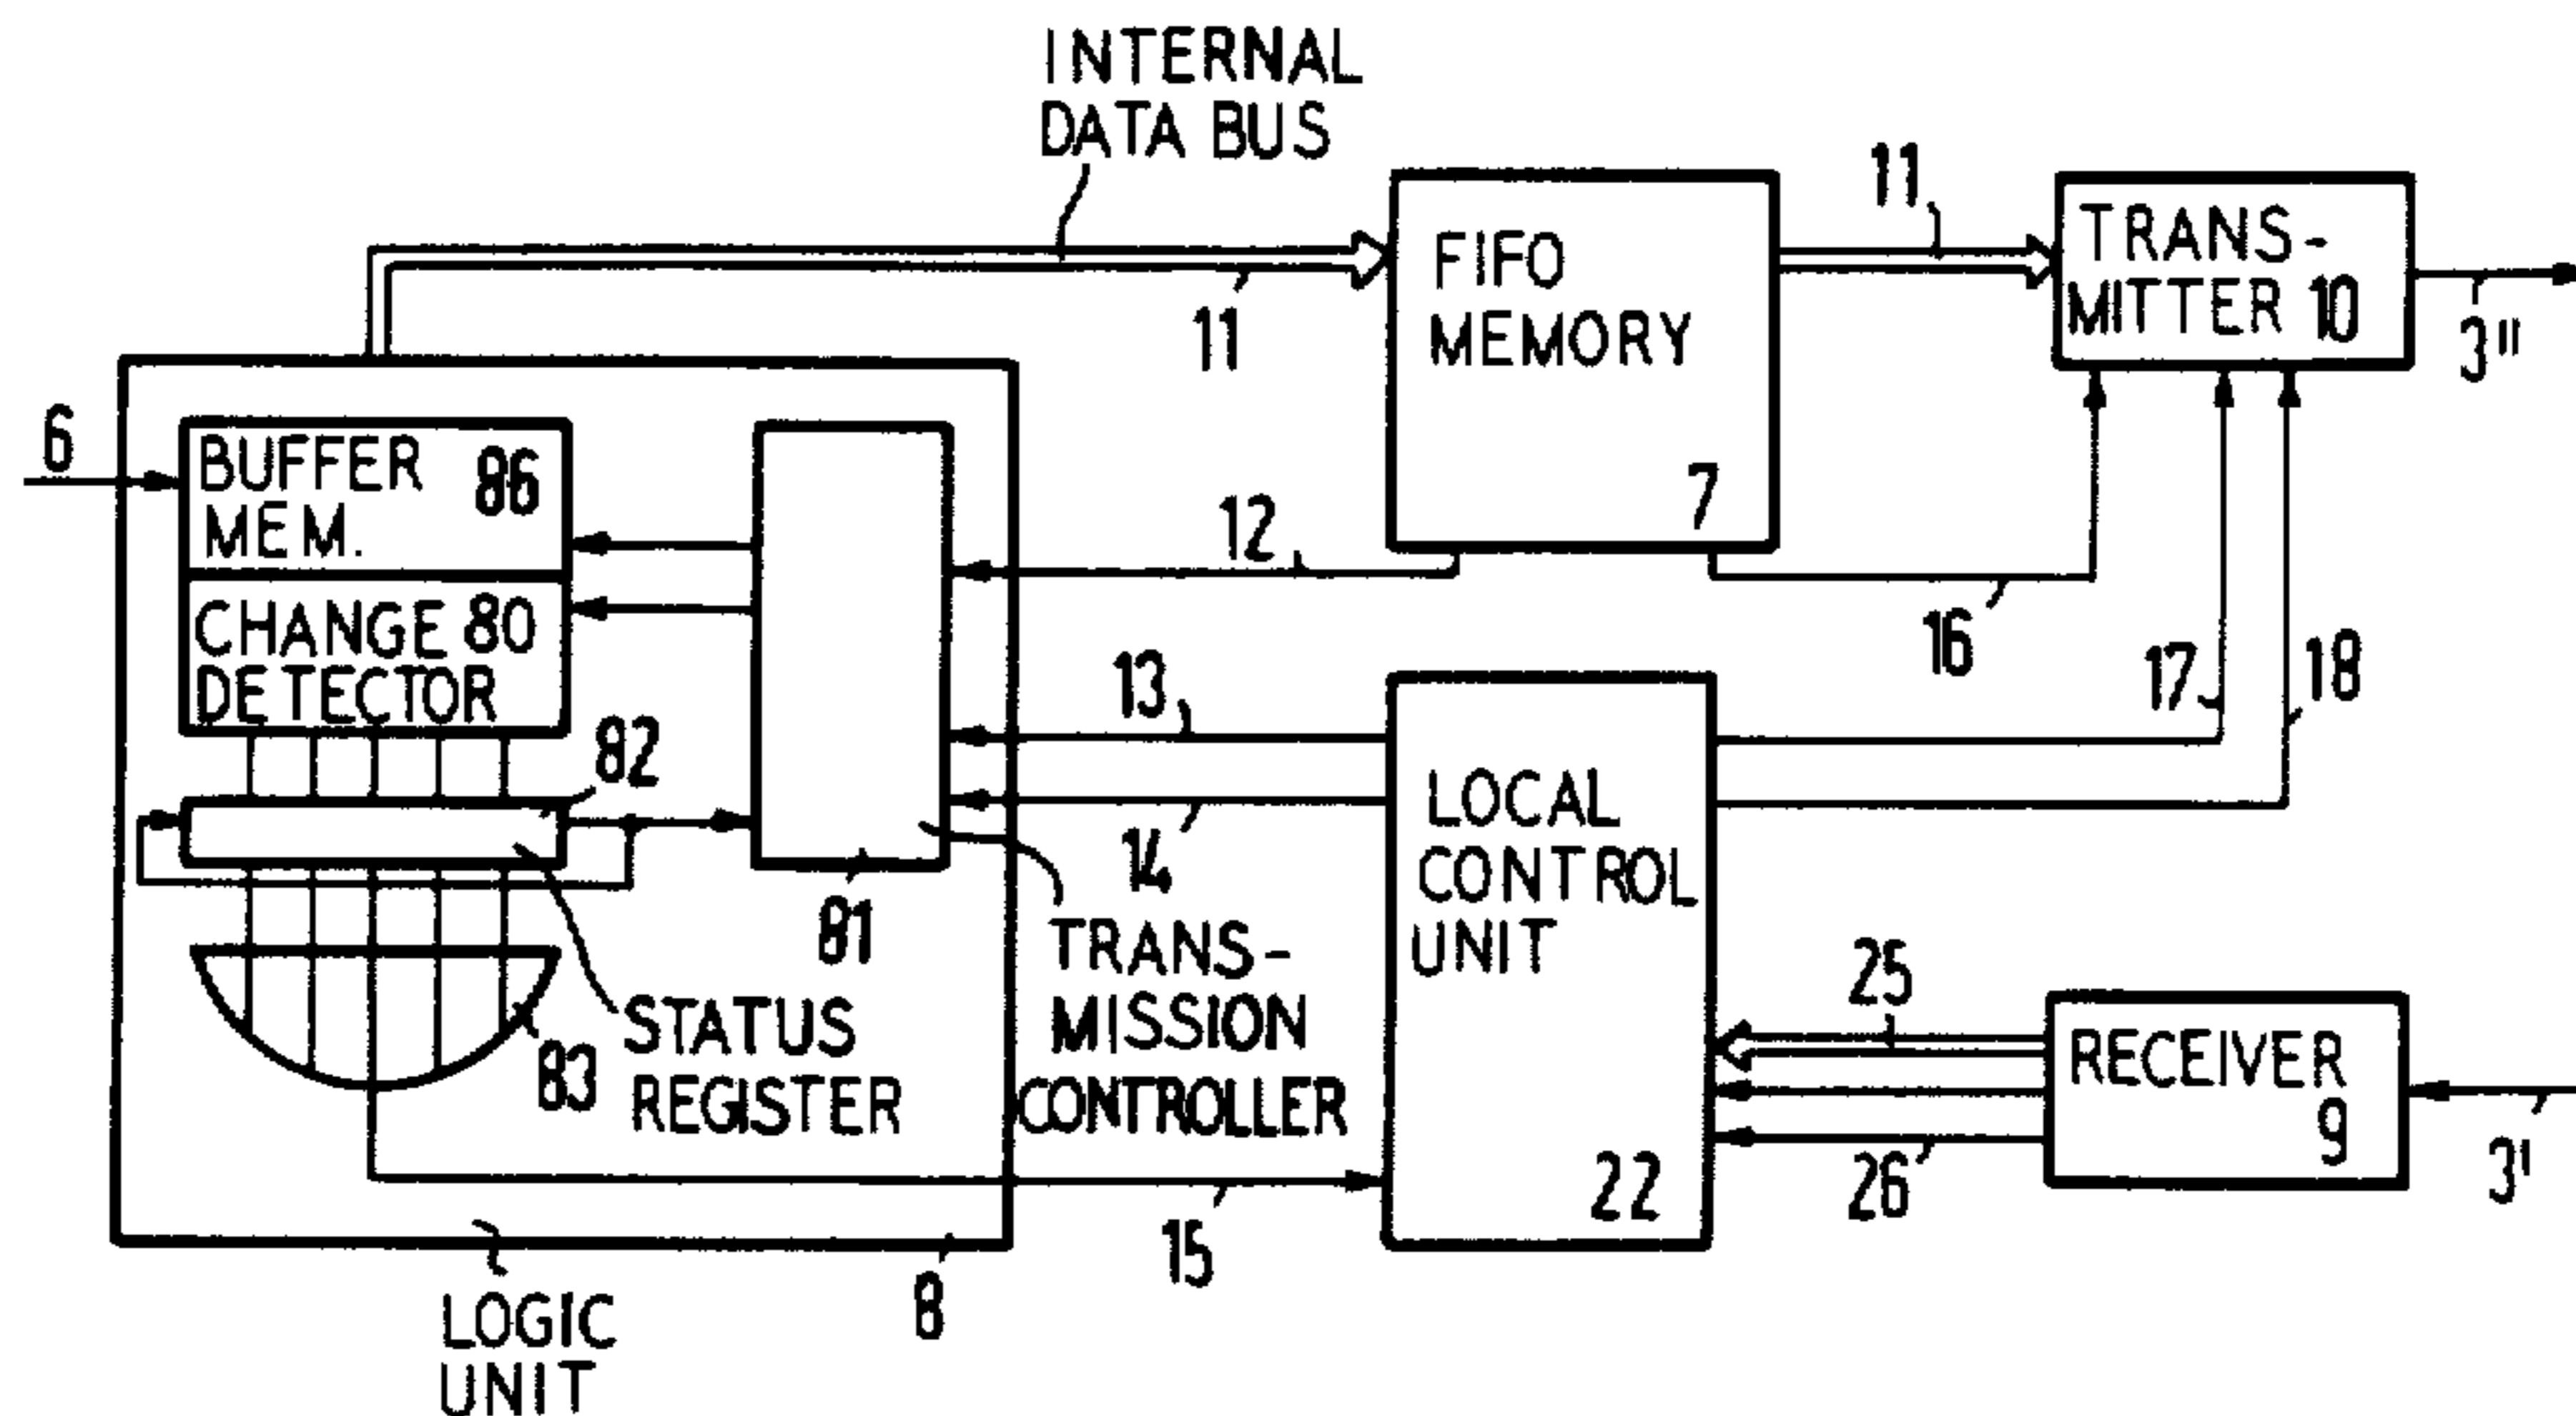 INTERNAL
DATA BUS
11
11
FIFO
MEMORY
7
TRANS-
MITTER 10
3"
6
BUFFER
MEM.
86
CHANGE 80
DETECTOR
82
81
83
STATUS
REGISTER
TRANS-
MISSION
CONTROLLER
12
13
14
15
16
17
18
LOCAL
CONTROL
UNIT
22
25
26
RECEIVER
9
3'
8
LOGIC
UNIT